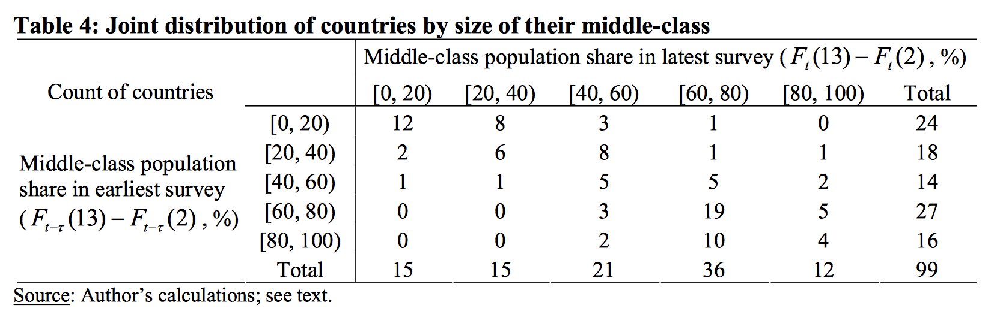 Table 4: Joint distribution of countries by size of their middle-class
Middle-class population share in latest survey (F_t(13) − F_t(2), %)
Count of countries [0, 20) [20, 40) [40, 60) [60, 80) [80, 100) Total
[0, 20) 12 8 3 1 0 24
[20, 40) 2 6 8 1 1 18
Middle-class population
share in earliest survey
(F_{t−τ}(13) − F_{t−τ}(2), %)
[40, 60) 1 1 5 5 2 14
[60, 80) 0 0 3 19 5 27
[80, 100) 0 0 2 10 4 16
Total 15 15 21 36 12 99
Source: Author's calculations; see text.